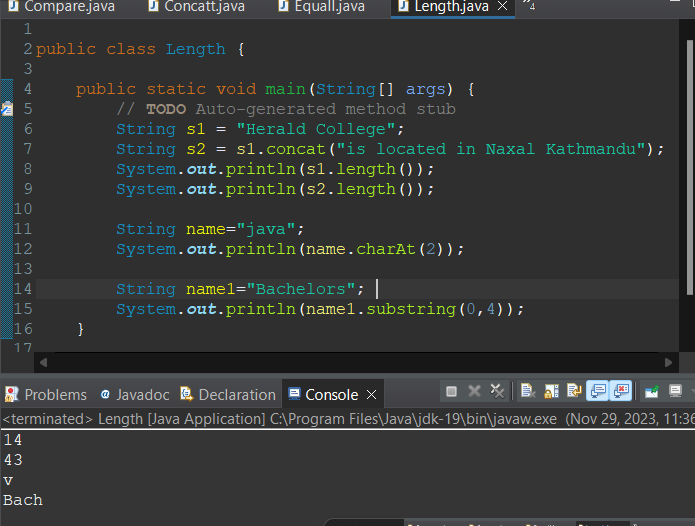 Compare.java Concatt.java Equall.java Length.java 4
1
2 public class Length {
3
4 public static void main(String[] args) {
5 // TODO Auto-generated method stub
6 String s1 = "Herald College";
7 String s2 = s1.concat("is located in Naxal Kathmandu");
8 System.out.println(s1.length());
9 System.out.println(s2.length());
10
11 String name="java";
12 System.out.println(name.charAt(2));
13
14 String name1="Bachelors";
15 System.out.println(name1.substring(0,4));
16 }
17
Problems @ Javadoc Declaration Console
<terminated> Length [Java Application] C:\Program Files\Java\jdk-19\bin\javaw.exe (Nov 29, 2023, 11:36
14
43
v
Bach